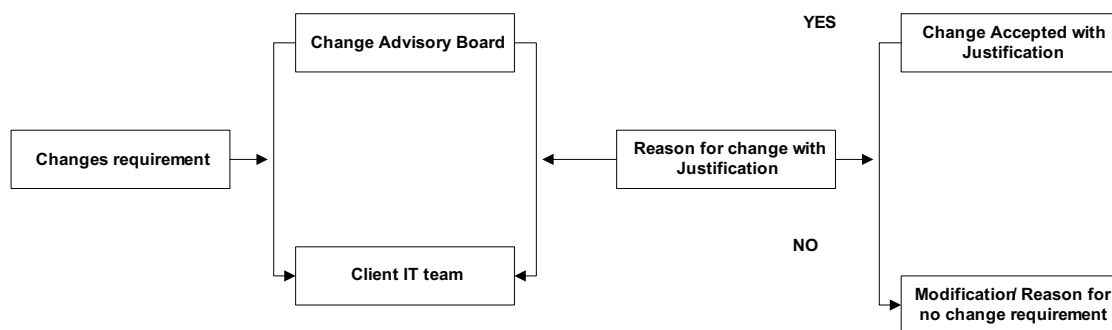 YES
Change Advisory Board
Change Accepted with
Justification
Changes requirement
Reason for change with
Justification
NO
Client IT team
Modification/ Reason for
no change requirement